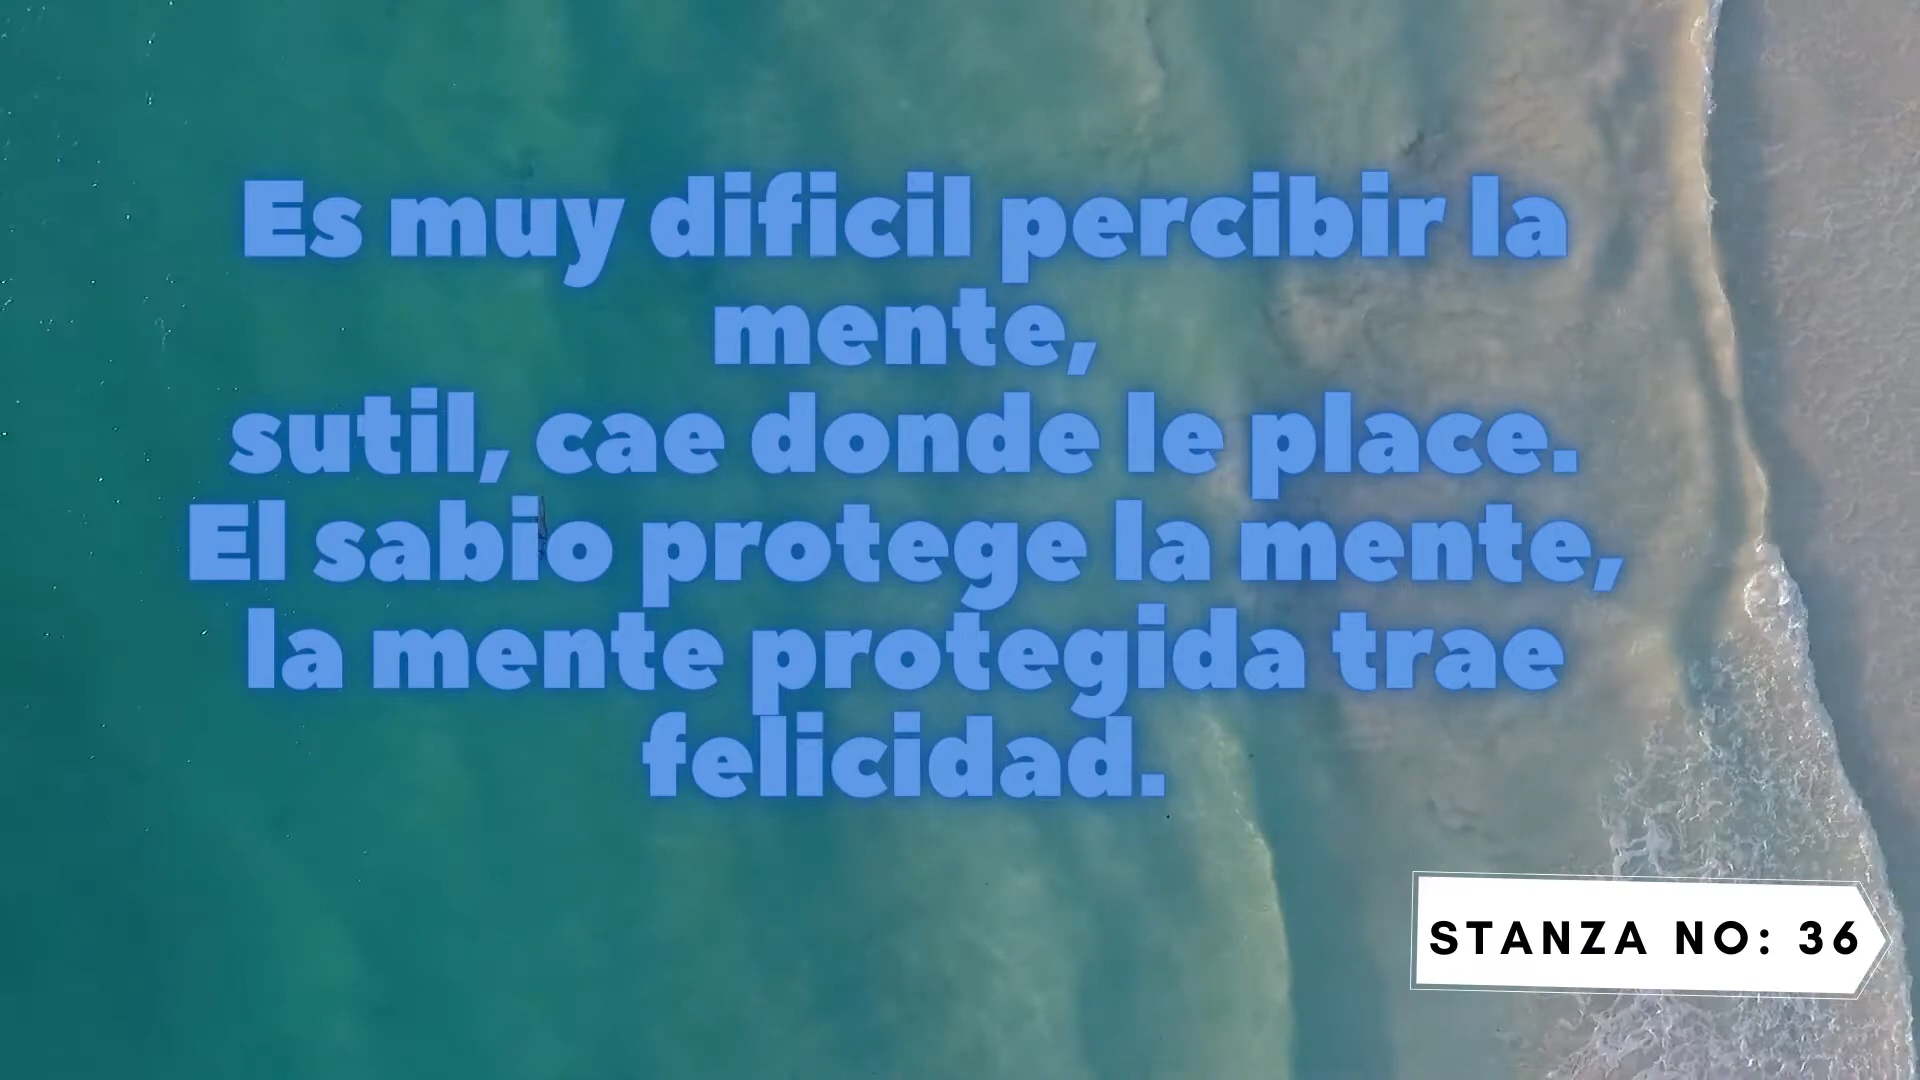 Es muy dificil percibir la
mente,
sutil, cae donde le place.
El sabio protege la mente,
la mente protegida trae
felicidad.
STANZA NO: 36